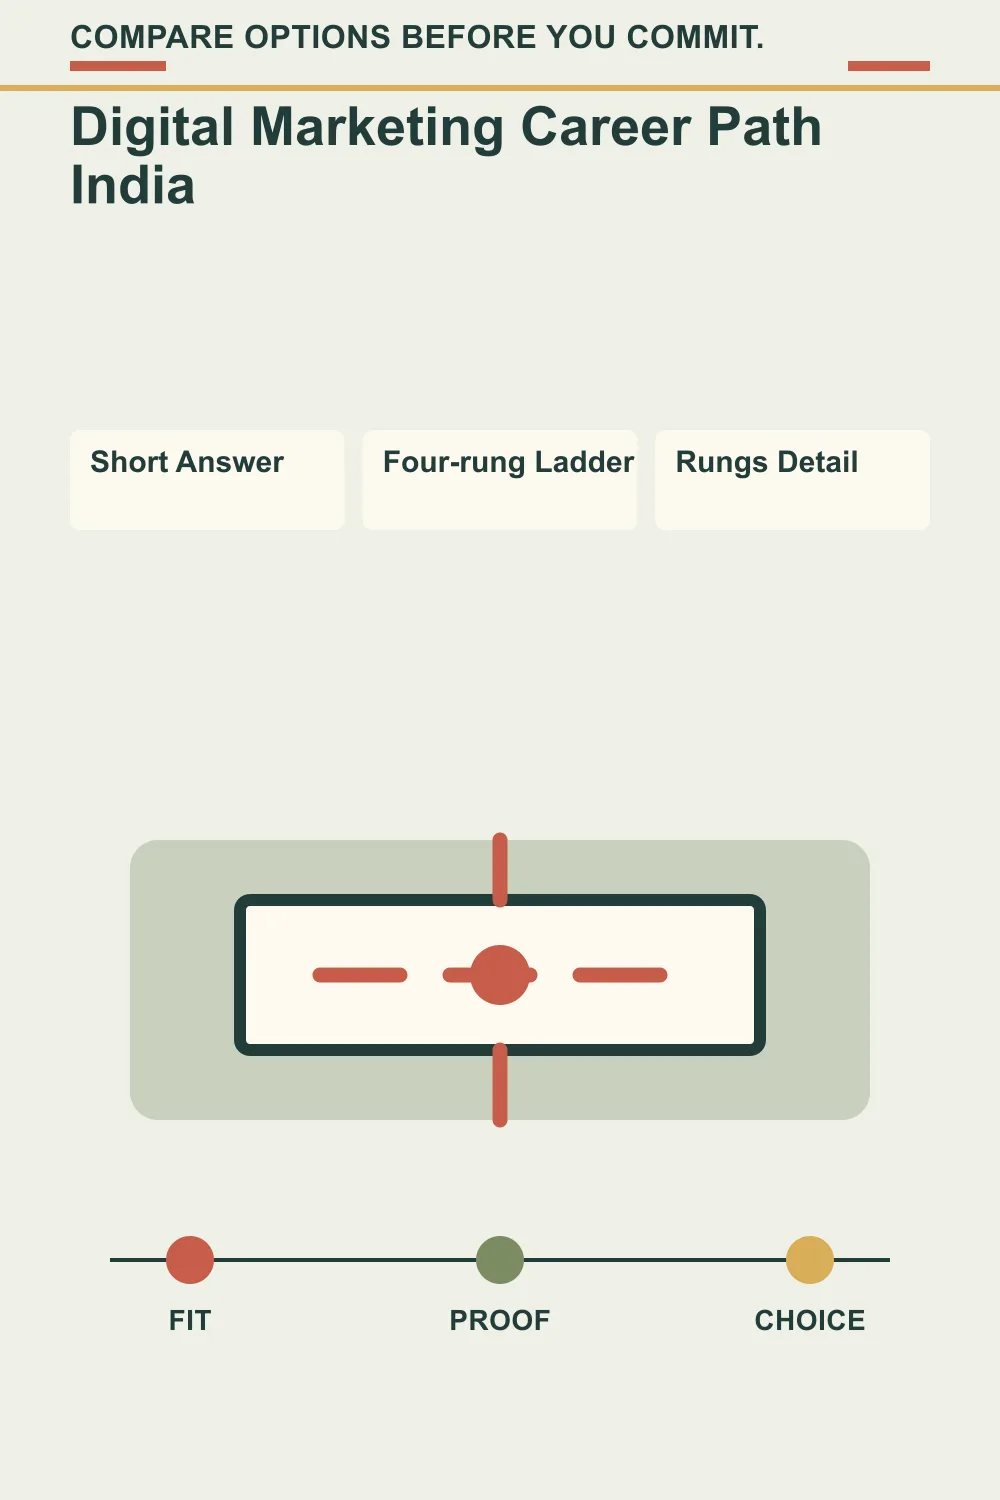 COMPARE OPTIONS BEFORE YOU COMMIT.
Digital Marketing Career Path
India
Short Answer
Four-rung Ladder
Rungs Detail
FIT
PROOF
CHOICE